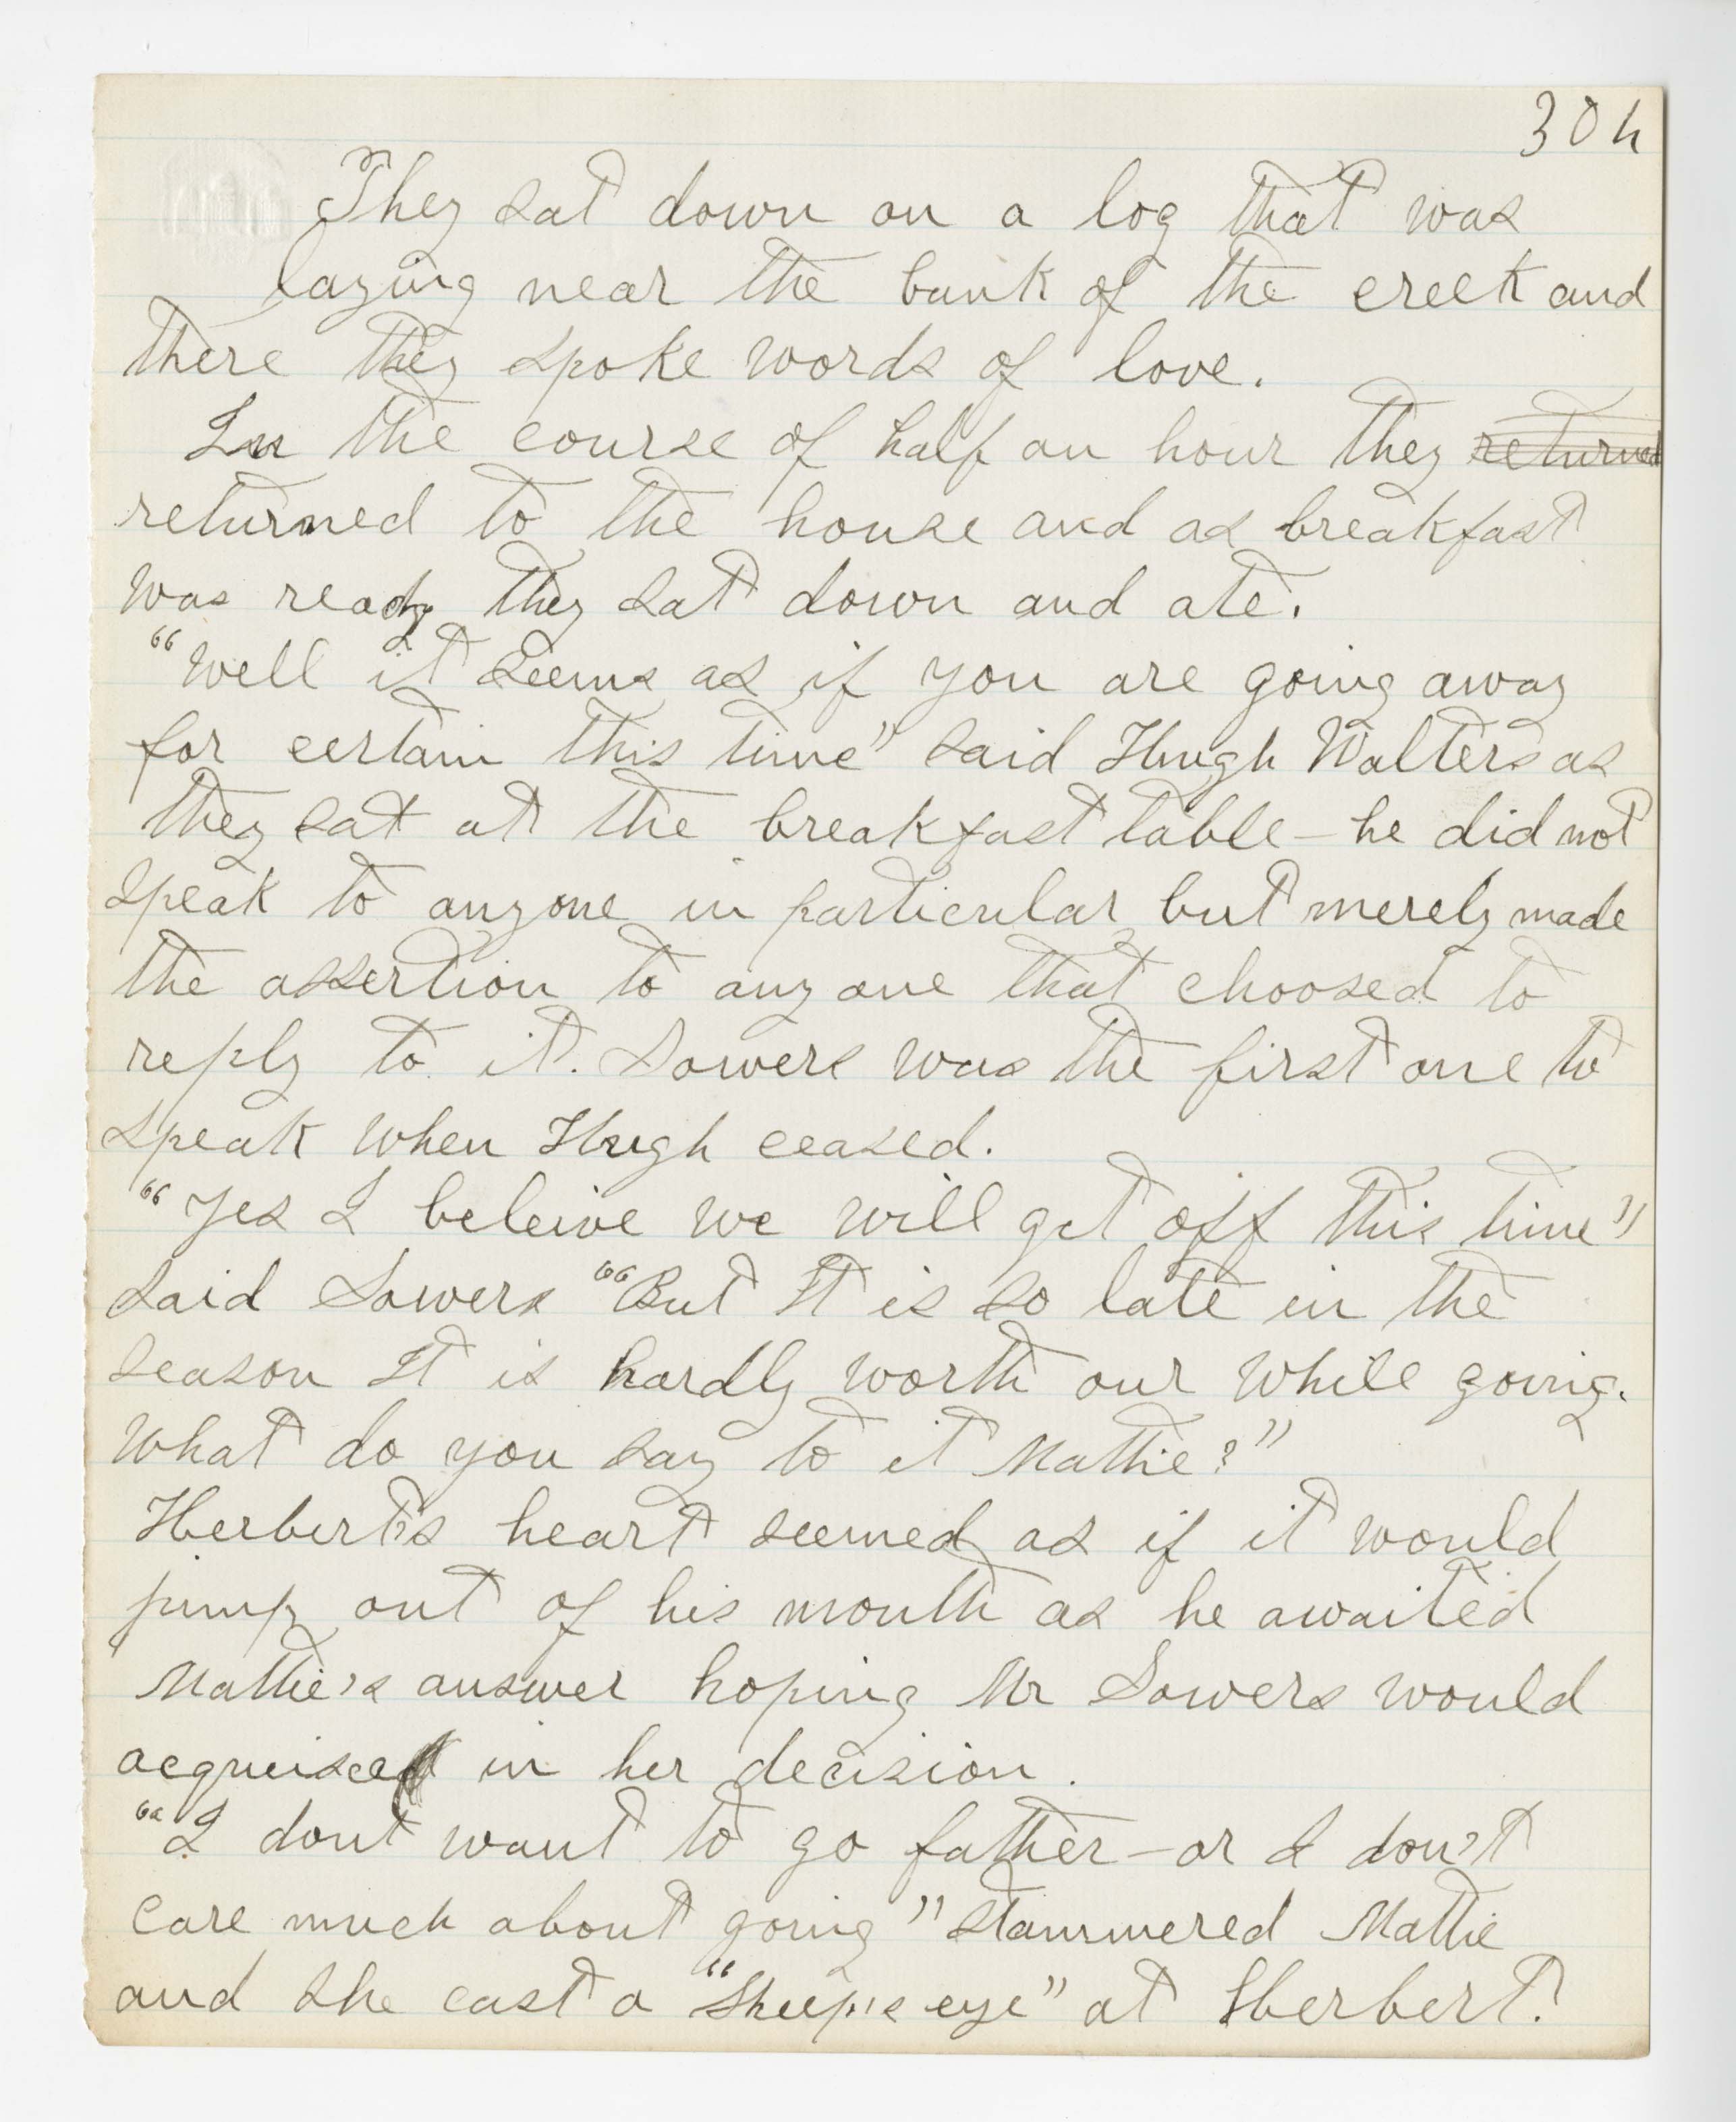 304
They sat down on a log that was
laying near the bank of the creek and
there they spoke words of love.
In the course of half an hour they returned
returned to the house and as breakfast
was ready they sat down and ate.
"Well it seems as if you are going away
for certain this time" said Hugh Walters as
they sat at the breakfast table — he did not
speak to anyone in particular but merely made
the assertion to any one that choosed to
reply to it. Sowers was the first one to
speak when Hugh ceased.
"Yes I beleive we will get off this time"
said Sowers "But It is so late in the
season It is hardly worth our while going.
What do you say to it Mattie?"
Herbert's heart seemed as if it would
jump out of his mouth as he awaited
Mattie's answer hoping Mr Sowers would
acquisce in her decision.
"I dont want to go father — or I don't
care much about going" stammered Mattie
and she cast a "sheep's eye" at Herbert.